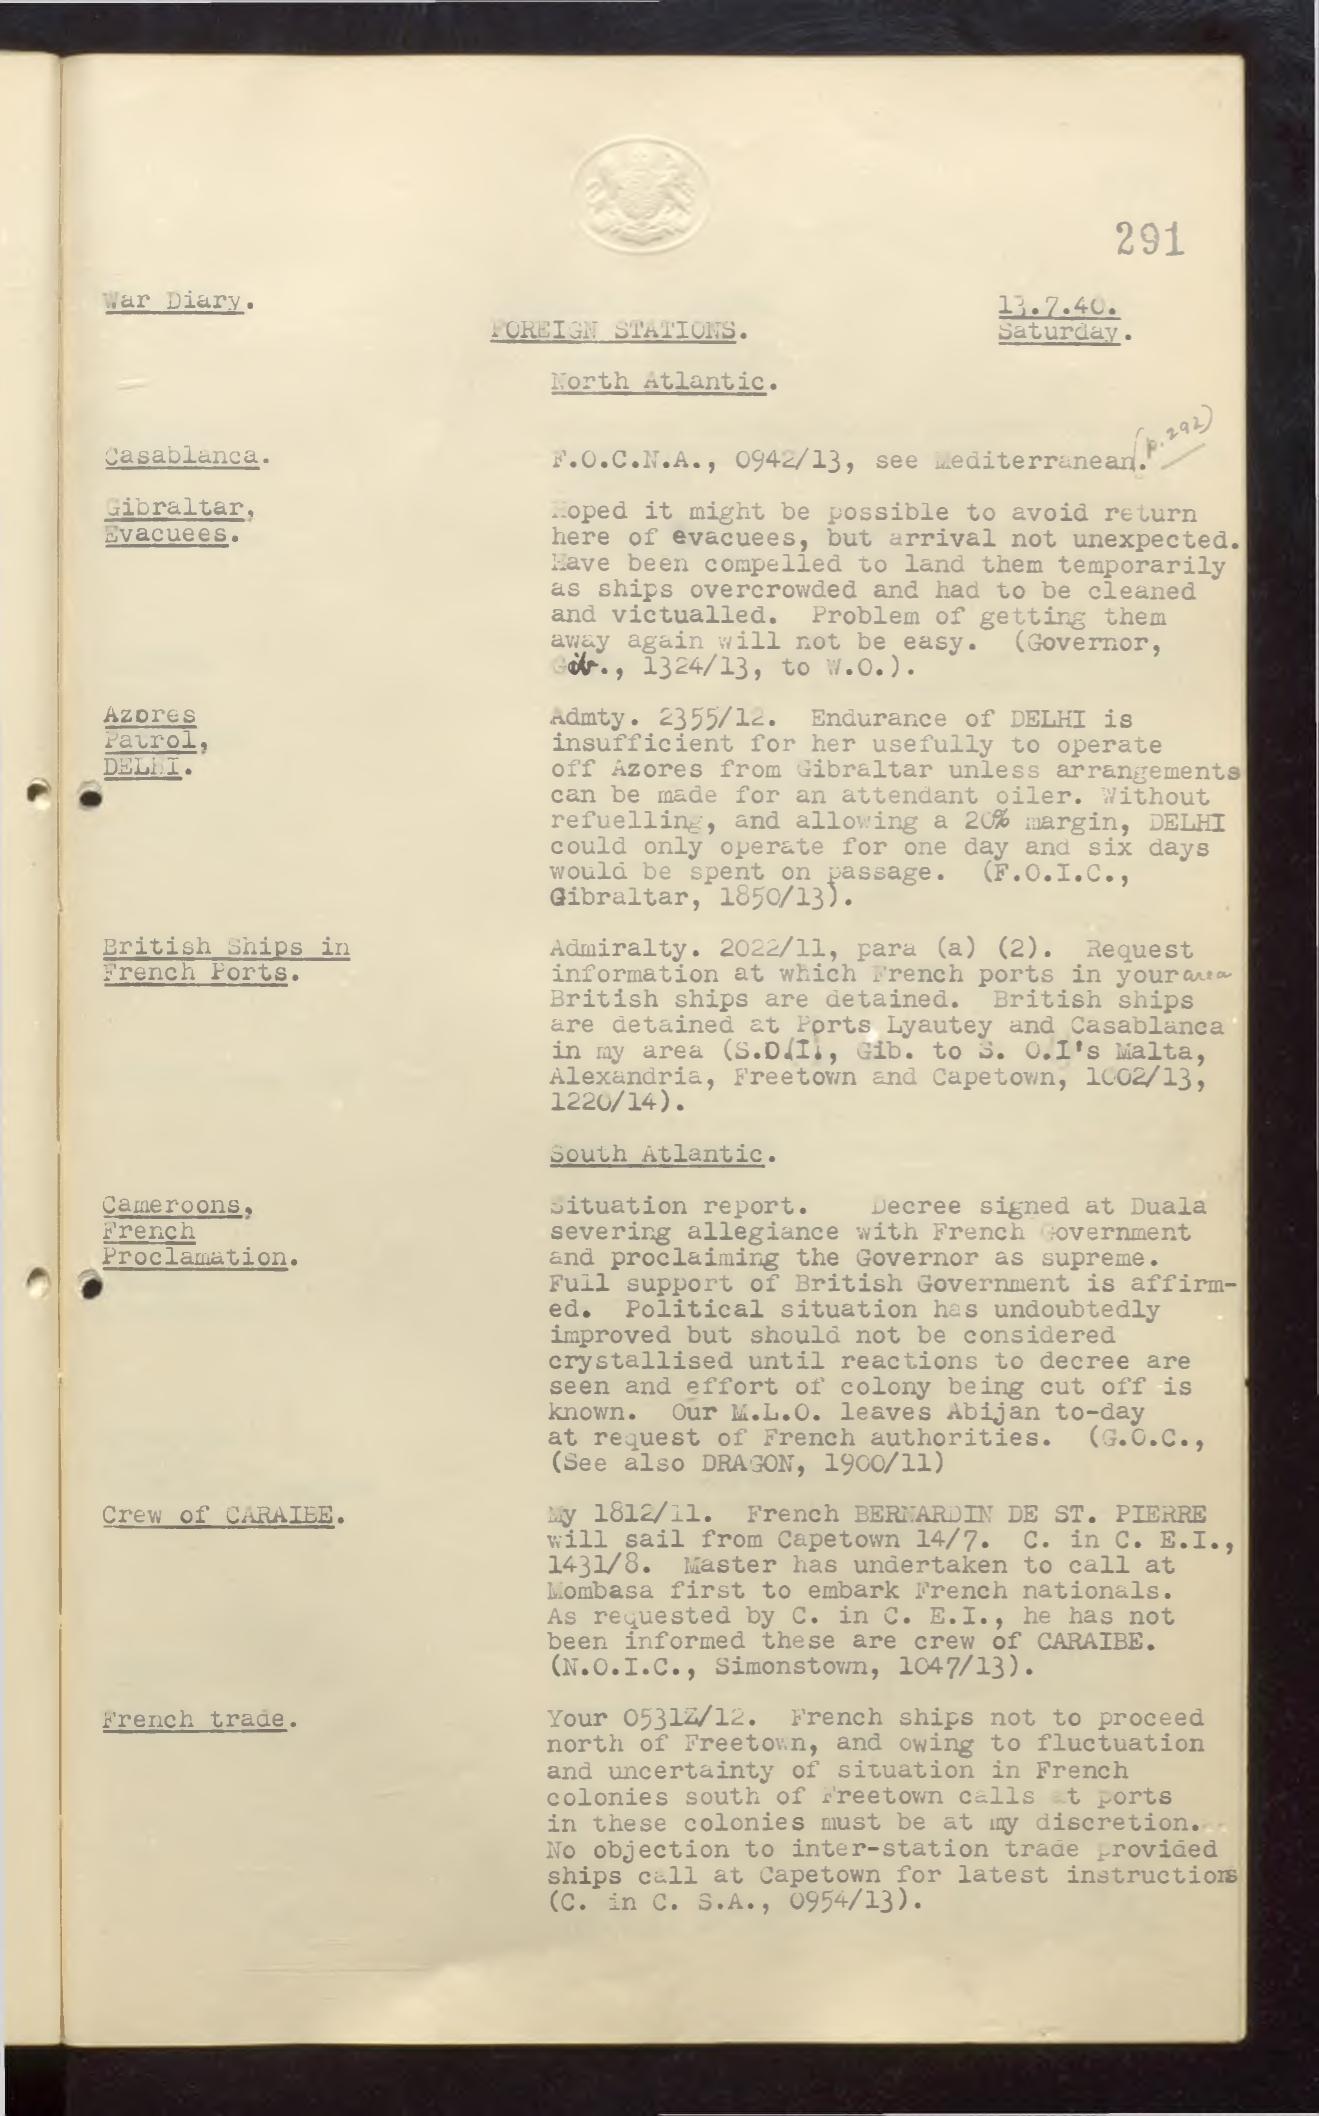 291
War Diary.
13.7.40.
Saturday.
FOREIGN STATIONS.
North Atlantic.
Casablanca.
F.O.C.N.A., 0942/13, see Mediterranean. (p.292)
Gibraltar,
Evacuees.
Hoped it might be possible to avoid return
here of evacuees, but arrival not unexpected.
Have been compelled to land them temporarily
as ships overcrowded and had to be cleaned
and victualled. Problem of getting them
away again will not be easy. (Governor,
Gib., 1324/13, to W.O.).
Azores
Patrol,
DELHI.
Admty. 2355/12. Endurance of DELHI is
insufficient for her usefully to operate
off Azores from Gibraltar unless arrangements
can be made for an attendant oiler. Without
refuelling, and allowing a 20% margin, DELHI
could only operate for one day and six days
would be spent on passage. (F.O.I.C.,
Gibraltar, 1850/13).
British Ships in
French Ports.
Admiralty. 2022/11, para (a) (2). Request
information at which French ports in your area
British ships are detained. British ships
are detained at Ports Lyautey and Casablanca
in my area (S.O.(I)., Gib. to S. O.I's Malta,
Alexandria, Freetown and Capetown, 1002/13,
1220/14).
South Atlantic.
Cameroons,
French
Proclamation.
Situation report. Decree signed at Duala
severing allegiance with French Government
and proclaiming the Governor as supreme.
Full support of British Government is affirm-
ed. Political situation has undoubtedly
improved but should not be considered
crystallised until reactions to decree are
seen and effort of colony being cut off is
known. Our M.L.O. leaves Abijan to-day
at request of French authorities. (G.O.C.,
(See also DRAGON, 1900/11)
Crew of CARAIBE.
My 1812/11. French BERNARDIN DE ST. PIERRE
will sail from Capetown 14/7. C. in C. E.I.,
1431/8. Master has undertaken to call at
Mombasa first to embark French nationals.
As requested by C. in C. E.I., he has not
been informed these are crew of CARAIBE.
(N.O.I.C., Simonstown, 1047/13).
French trade.
Your 0531Z/12. French ships not to proceed
north of Freetown, and owing to fluctuation
and uncertainty of situation in French
colonies south of Freetown calls at ports
in these colonies must be at my discretion.
No objection to inter-station trade provided
ships call at Capetown for latest instructions
(C. in C. S.A., 0954/13).